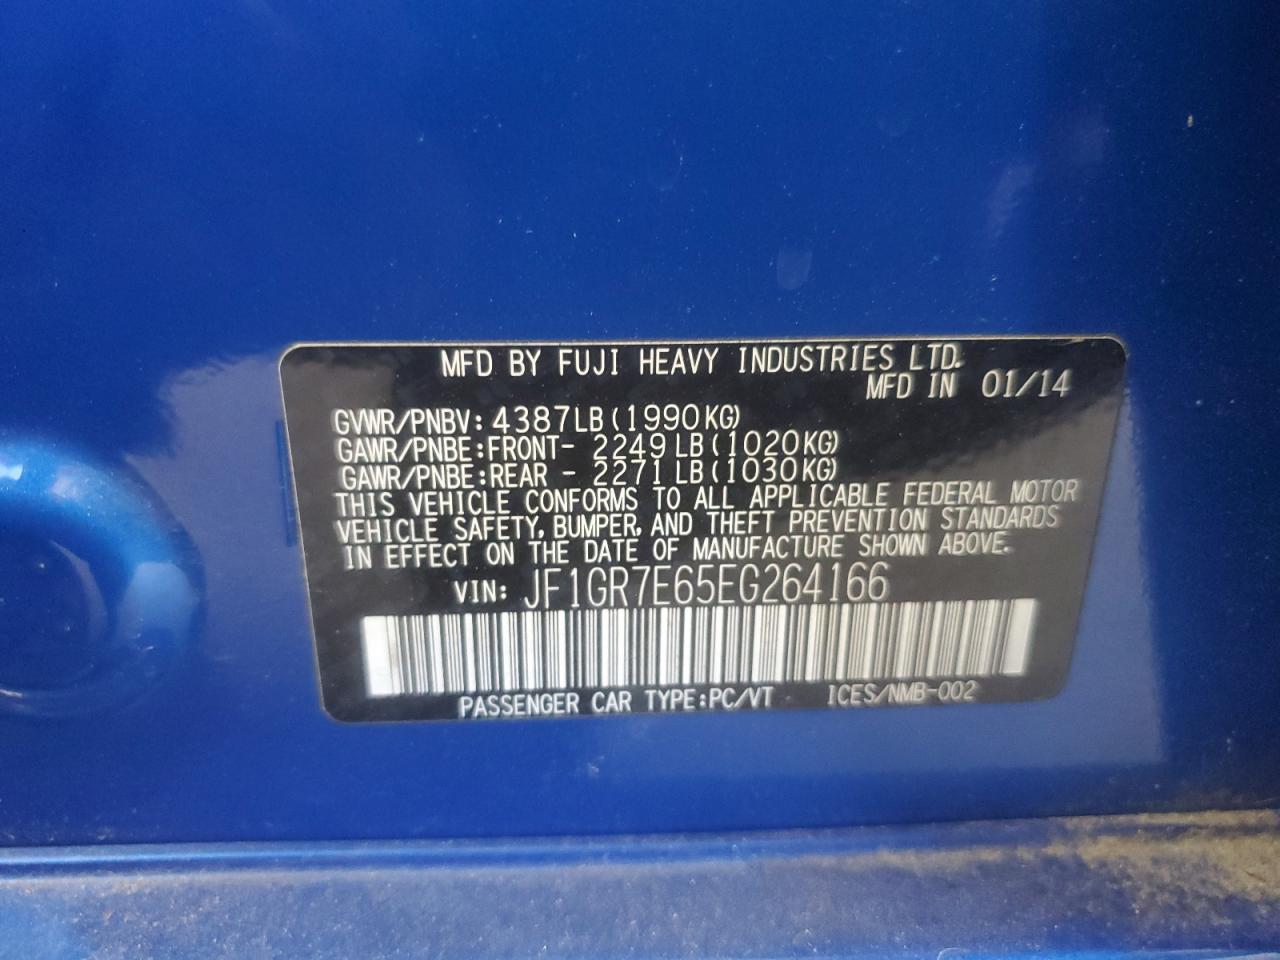 MFD BY FUJI HEAVY INDUSTRIES LTD.
MFD IN 01/14
GVWR/PNBV: 4387LB (1990KG)
GAWR/PNBE:FRONT- 2249LB (1020KG)
GAWR/PNBE:REAR - 2271LB (1030KG)
THIS VEHICLE CONFORMS TO ALL APPLICABLE FEDERAL MOTOR
VEHICLE SAFETY, BUMPER, AND THEFT PREVENTION STANDARDS
IN EFFECT ON THE DATE OF MANUFACTURE SHOWN ABOVE.
VIN: JF1GR7E65EG264166
PASSENGER CAR TYPE:PC/VT ICES/NMB-002